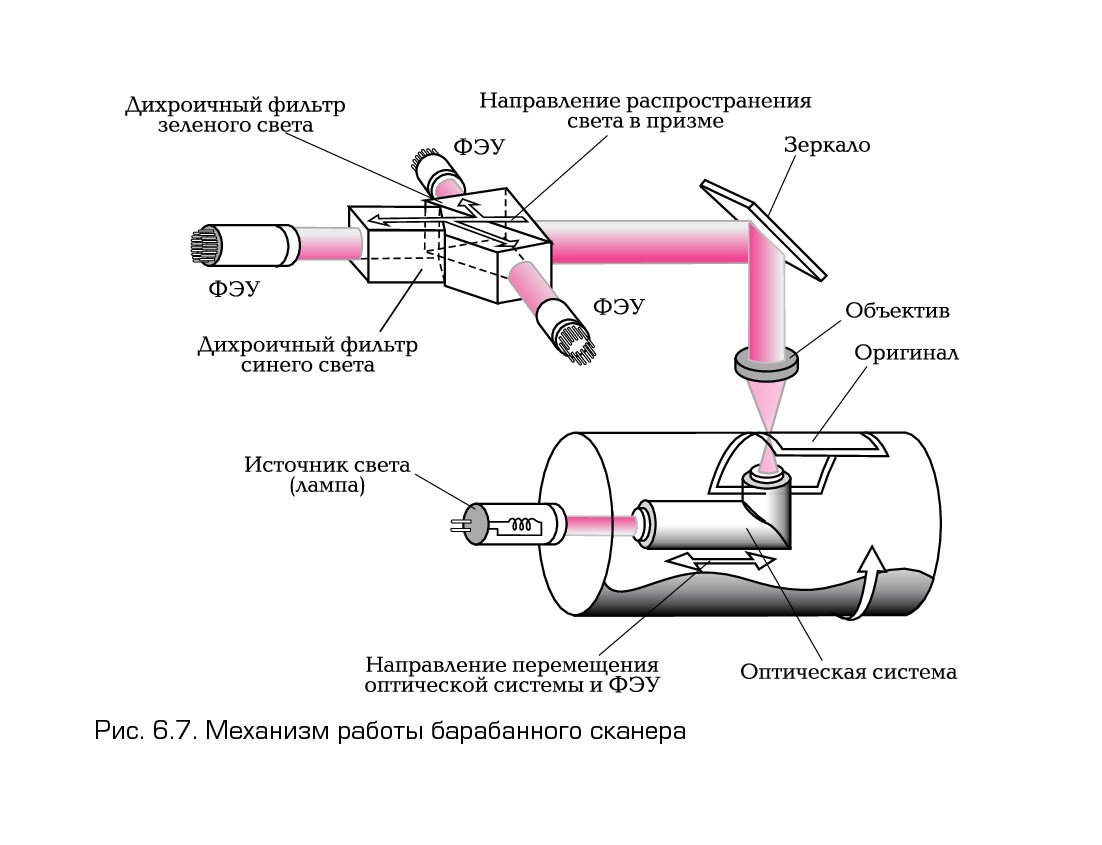 Дихроичный фильтр
зеленого света
Направление распространения
света в призме
ФЭУ
Зеркало
ФЭУ
ФЭУ
Объектив
Дихроичный фильтр
синего света
Оригинал
Источник света
(лампа)
Направление перемещения
оптической системы и ФЭУ
Оптическая система
Рис. 6.7. Механизм работы барабанного сканера